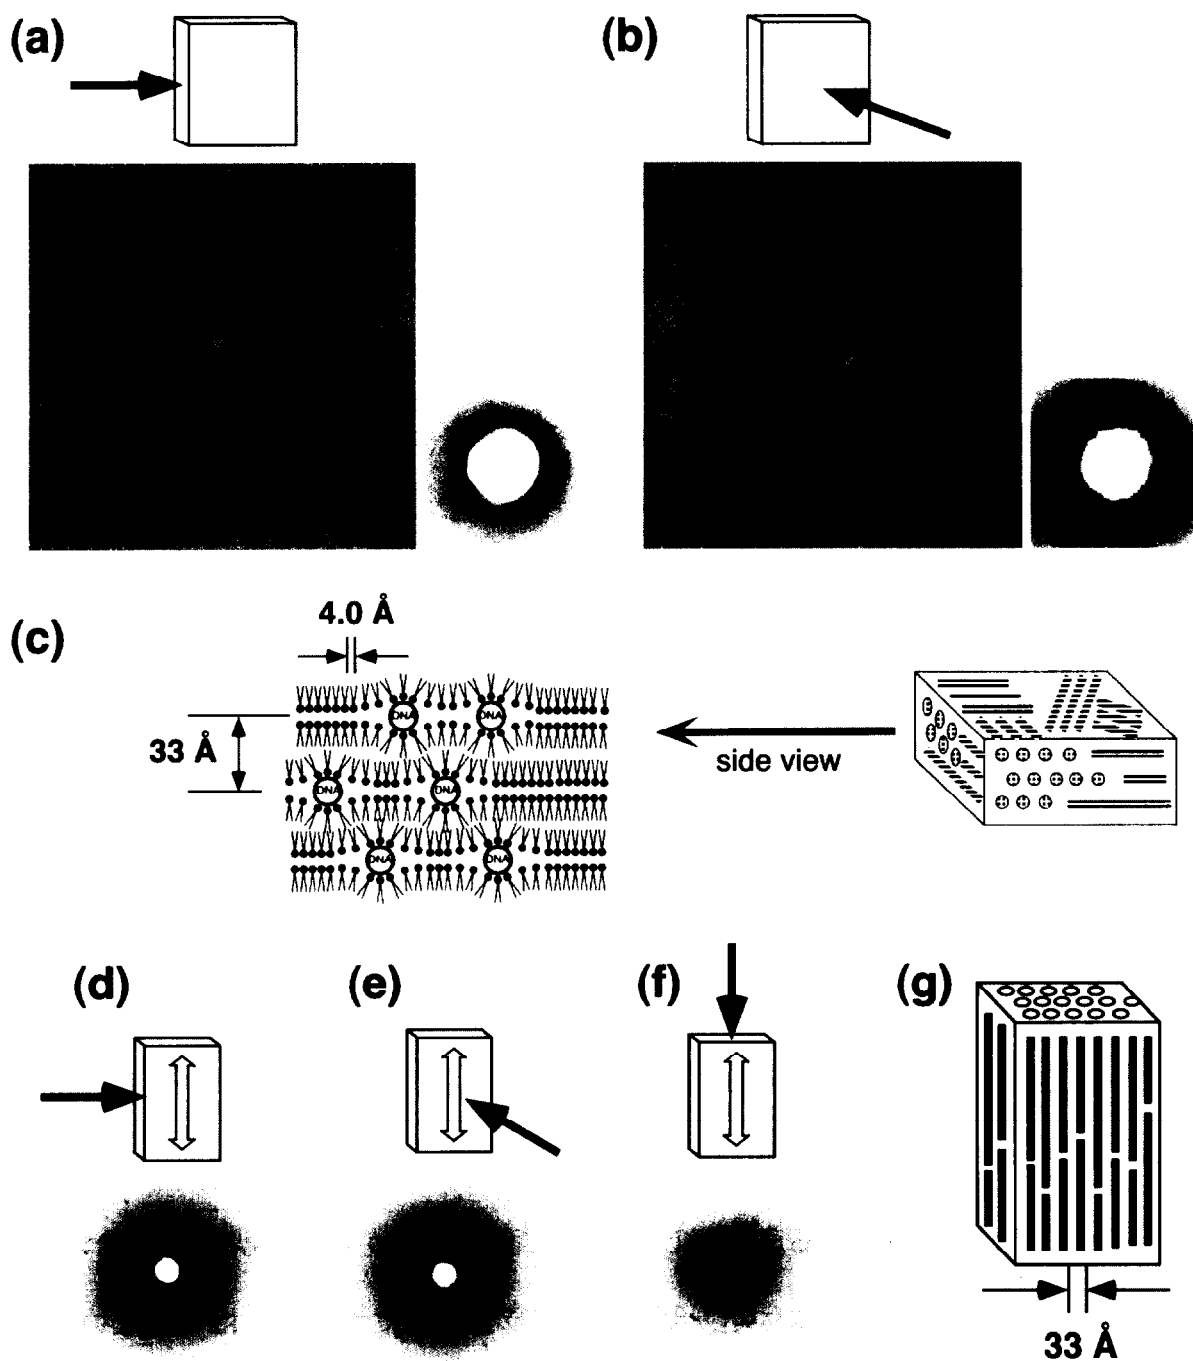 (a)
(b)
(c)
4.0 Å
33 Å
DNA
DNA
DNA
DNA
DNA
DNA
side view
(d)
(e)
(f)
(g)
33 Å